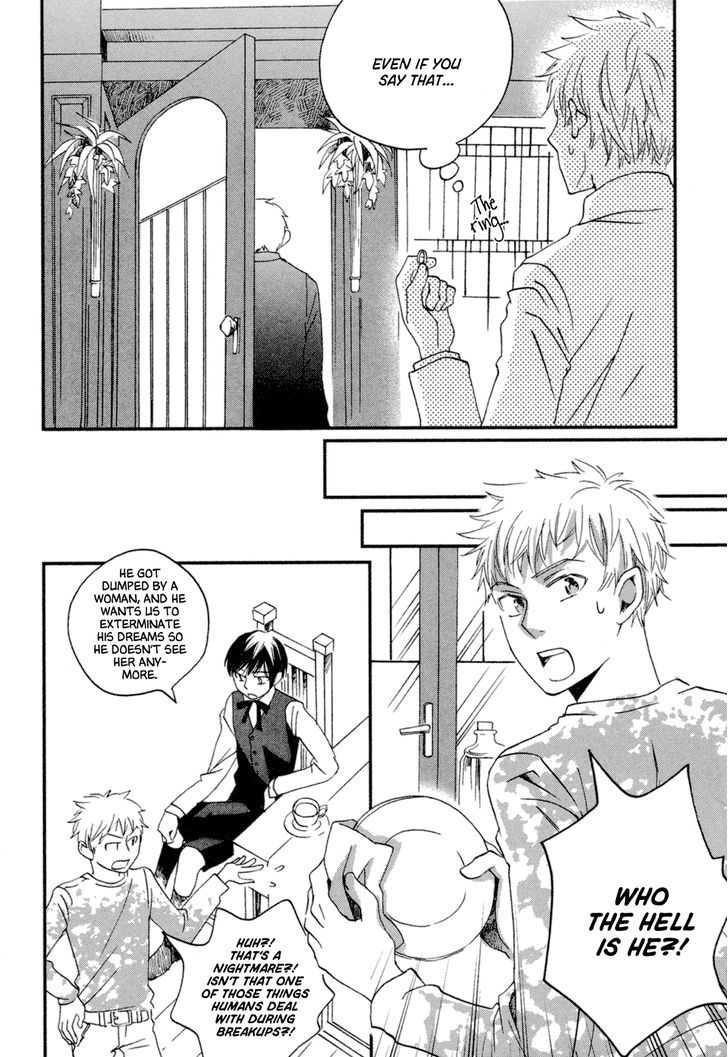 EVEN IF YOU
SAY THAT...
The
ring...
WHO
THE HELL
IS HE?!
HE GOT
DUMPED BY A
WOMAN, AND HE
WANTS US TO
EXTERMINATE
HIS DREAMS SO
HE DOESN'T SEE
HER ANY-
MORE.
HUH?!
THAT'S A
NIGHTMARE?!
ISN'T THAT ONE
OF THOSE THINGS
HUMANS DEAL
WITH DURING
BREAKUPS?!